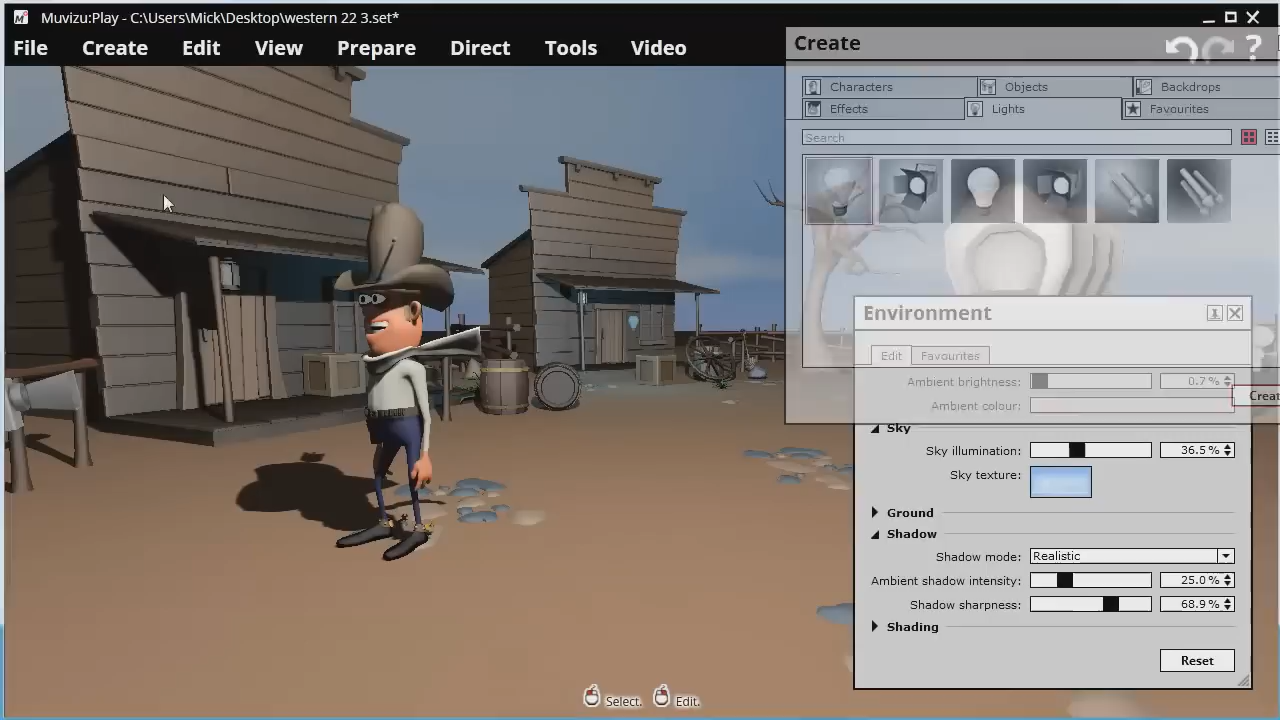 Muvizu:Play - C:\Users\Mick\Desktop\western 22 3.set*
File Create Edit View Prepare Direct Tools Video
Create
?
Characters Objects Backdrops
Effects Lights Favourites
Search
Environment
Edit Favourites
Ambient brightness: 0.7 %
Ambient colour: Creat
Sky
Sky illumination: 36.5 %
Sky texture:
Ground
Shadow
Shadow mode: Realistic
Ambient shadow intensity: 25.0 %
Shadow sharpness: 68.9 %
Shading
Reset
Select. Edit.